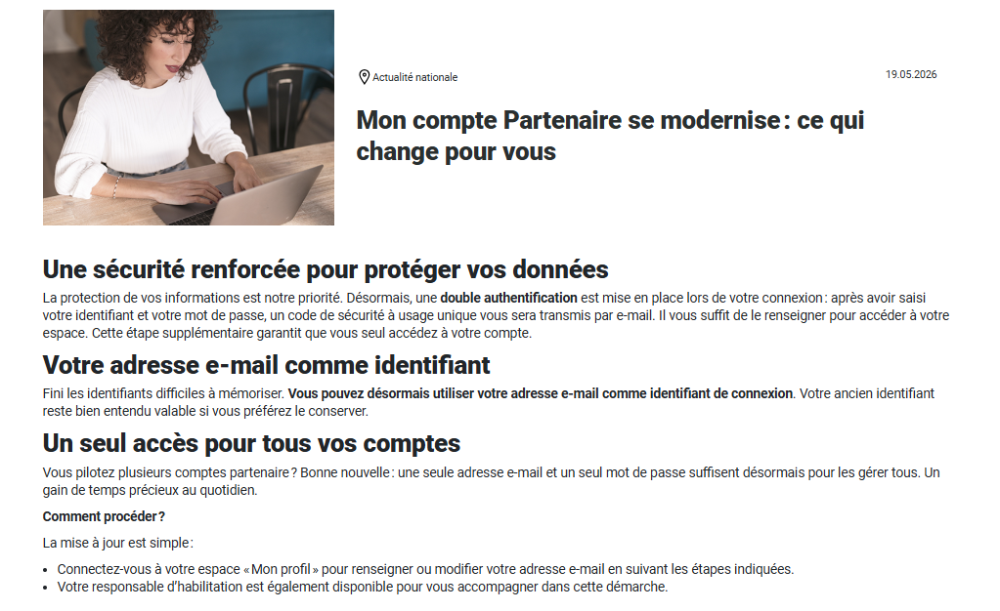 Actualité nationale
19.05.2026
Mon compte Partenaire se modernise : ce qui
change pour vous
Une sécurité renforcée pour protéger vos données
La protection de vos informations est notre priorité. Désormais, une double authentification est mise en place lors de votre connexion : après avoir saisi
votre identifiant et votre mot de passe, un code de sécurité à usage unique vous sera transmis par e-mail. Il vous suffit de le renseigner pour accéder à votre
espace. Cette étape supplémentaire garantit que vous seul accédez à votre compte.
Votre adresse e-mail comme identifiant
Fini les identifiants difficiles à mémoriser. Vous pouvez désormais utiliser votre adresse e-mail comme identifiant de connexion. Votre ancien identifiant
reste bien entendu valable si vous préférez le conserver.
Un seul accès pour tous vos comptes
Vous pilotez plusieurs comptes partenaire ? Bonne nouvelle : une seule adresse e-mail et un seul mot de passe suffisent désormais pour les gérer tous. Un
gain de temps précieux au quotidien.
Comment procéder ?
La mise à jour est simple :
• Connectez-vous à votre espace « Mon profil » pour renseigner ou modifier votre adresse e-mail en suivant les étapes indiquées.
• Votre responsable d’habilitation est également disponible pour vous accompagner dans cette démarche.